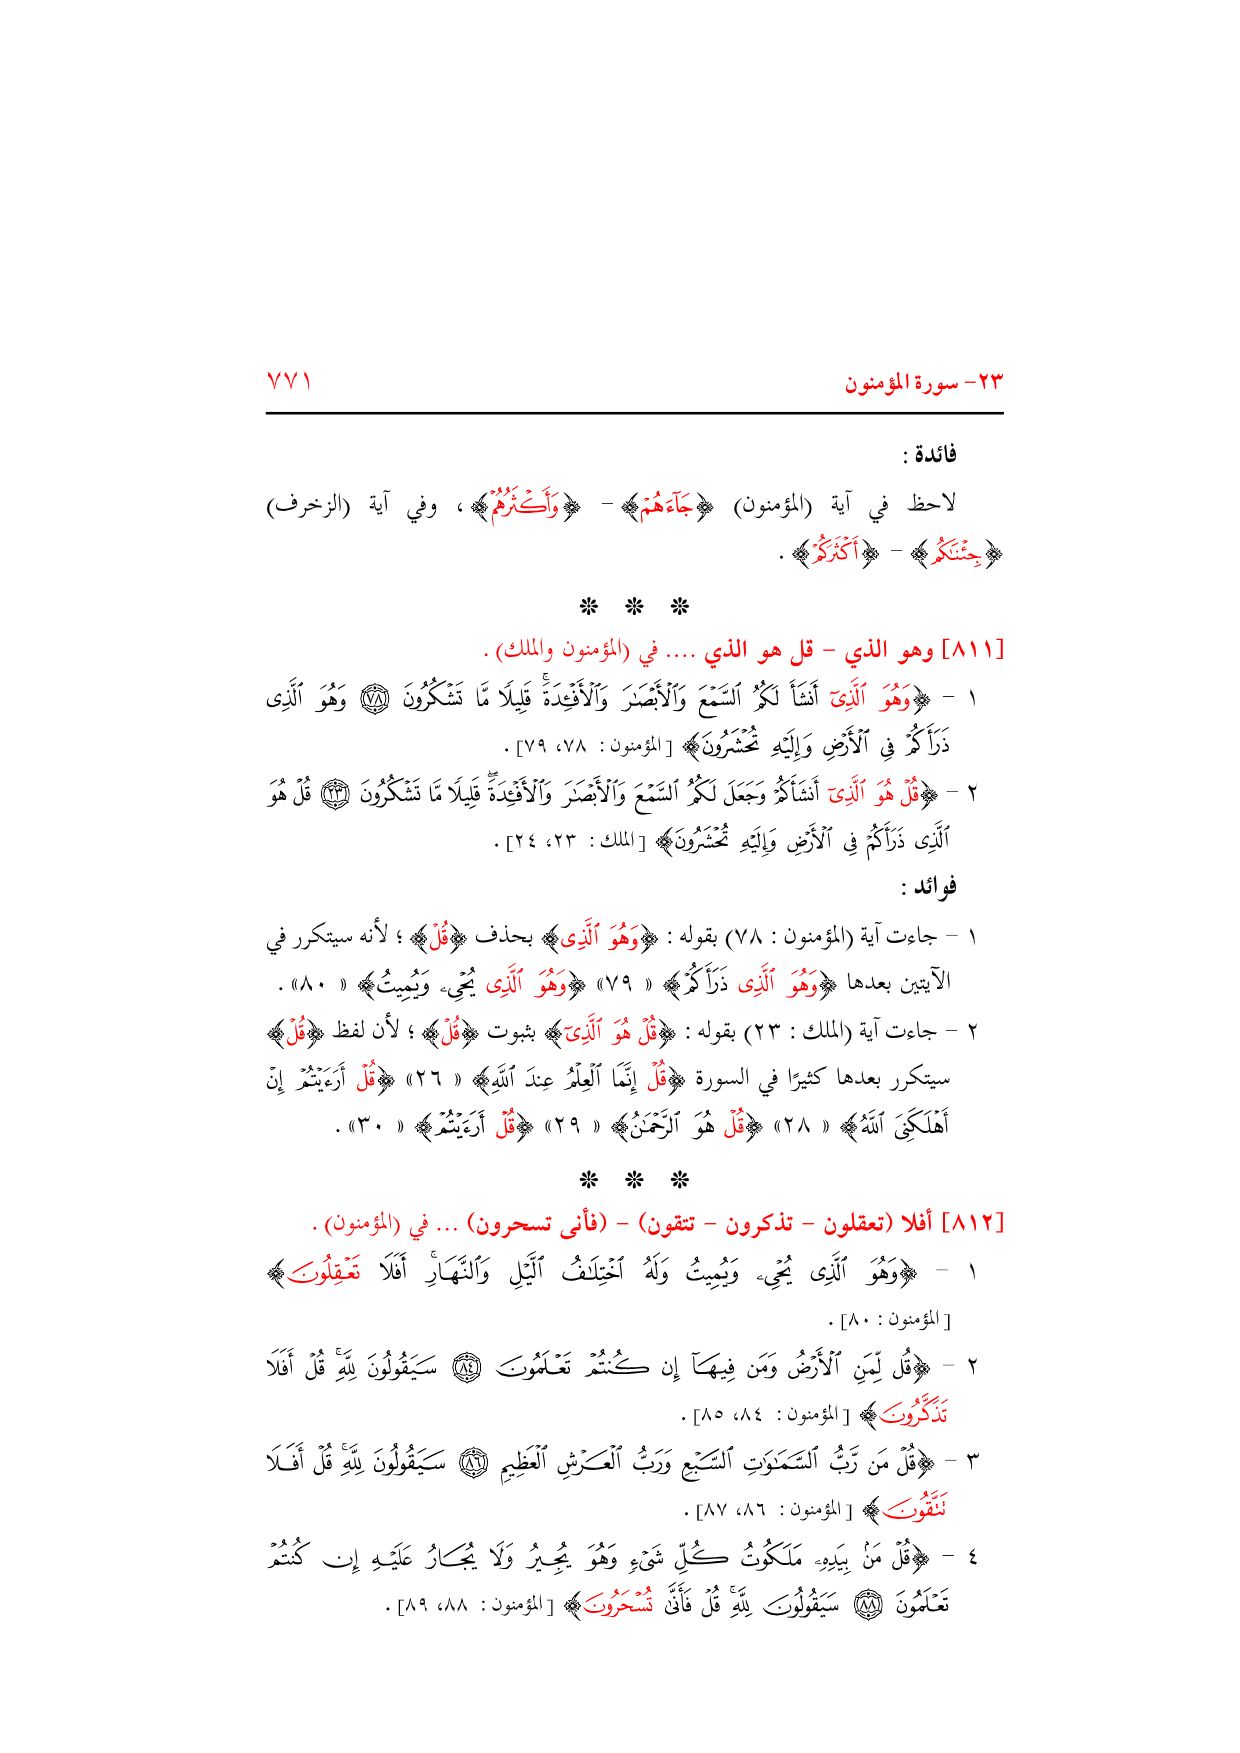 ٢٣- سورة المؤمنون ٧٧١
فائدة :
لاحظ في آية (المؤمنون) ﴿جَآءَهُم﴾ - ﴿وَأَكْثَرُهُمْ﴾ ، وفي آية (الزخرف)
﴿جِئْنَٰكُم﴾ - ﴿أَكْثَرَكُمْ﴾ .
* * *
[٨١١] وهو الذي - قل هو الذي .... في (المؤمنون والملك) .
١ - ﴿وَهُوَ ٱلَّذِىٓ أَنشَأَ لَكُمُ ٱلسَّمْعَ وَٱلْأَبْصَٰرَ وَٱلْأَفْـِٔدَةَ ۚ قَلِيلًا مَّا تَشْكُرُونَ ٧٨ وَهُوَ ٱلَّذِى
ذَرَأَكُمْ فِى ٱلْأَرْضِ وَإِلَيْهِ تُحْشَرُونَ﴾ [المؤمنون : ٧٨، ٧٩] .
٢ - ﴿قُلْ هُوَ ٱلَّذِىٓ أَنشَأَكُمْ وَجَعَلَ لَكُمُ ٱلسَّمْعَ وَٱلْأَبْصَٰرَ وَٱلْأَفْـِٔدَةَ ۖ قَلِيلًا مَّا تَشْكُرُونَ ٢٣ قُلْ هُوَ
ٱلَّذِى ذَرَأَكُمْ فِى ٱلْأَرْضِ وَإِلَيْهِ تُحْشَرُونَ﴾ [الملك : ٢٣، ٢٤] .
فوائد :
١ - جاءت آية (المؤمنون : ٧٨) بقوله : ﴿وَهُوَ ٱلَّذِى﴾ بحذف ﴿قُلْ﴾ ؛ لأنه سيتكرر في
الآيتين بعدها ﴿وَهُوَ ٱلَّذِى ذَرَأَكُمْ﴾ «٧٩» ﴿وَهُوَ ٱلَّذِى يُحْىِۦ وَيُمِيتُ﴾ «٨٠» .
٢ - جاءت آية (الملك : ٢٣) بقوله : ﴿قُلْ هُوَ ٱلَّذِىٓ﴾ بثبوت ﴿قُلْ﴾ ؛ لأن لفظ ﴿قُلْ﴾
سيتكرر بعدها كثيرًا في السورة ﴿قُلْ إِنَّمَا ٱلْعِلْمُ عِندَ ٱللَّهِ﴾ «٢٦» ﴿قُلْ أَرَءَيْتُمْ إِنْ
أَهْلَكَنِىَ ٱللَّهُ﴾ «٢٨» ﴿قُلْ هُوَ ٱلرَّحْمَٰنُ﴾ «٢٩» ﴿قُلْ أَرَءَيْتُمْ﴾ «٣٠» .
* * *
[٨١٢] أفلا (تعقلون - تذكرون - تتقون) - (فأنى تسحرون) ... في (المؤمنون) .
١ - ﴿وَهُوَ ٱلَّذِى يُحْىِۦ وَيُمِيتُ وَلَهُ ٱخْتِلَٰفُ ٱلَّيْلِ وَٱلنَّهَارِ ۚ أَفَلَا تَعْقِلُونَ﴾
[المؤمنون : ٨٠] .
٢ - ﴿قُل لِّمَنِ ٱلْأَرْضُ وَمَن فِيهَآ إِن كُنتُمْ تَعْلَمُونَ ٨٤ سَيَقُولُونَ لِلَّهِ ۚ قُلْ أَفَلَا
تَذَكَّرُونَ﴾ [المؤمنون : ٨٤، ٨٥] .
٣ - ﴿قُلْ مَن رَّبُّ ٱلسَّمَٰوَٰتِ ٱلسَّبْعِ وَرَبُّ ٱلْعَرْشِ ٱلْعَظِيمِ ٨٦ سَيَقُولُونَ لِلَّهِ ۚ قُلْ أَفَلَا
تَتَّقُونَ﴾ [المؤمنون : ٨٦، ٨٧] .
٤ - ﴿قُلْ مَنۢ بِيَدِهِۦ مَلَكُوتُ كُلِّ شَىْءٍ وَهُوَ يُجِيرُ وَلَا يُجَارُ عَلَيْهِ إِن كُنتُمْ
تَعْلَمُونَ ٨٨ سَيَقُولُونَ لِلَّهِ ۚ قُلْ فَأَنَّىٰ تُسْحَرُونَ﴾ [المؤمنون : ٨٨، ٨٩] .